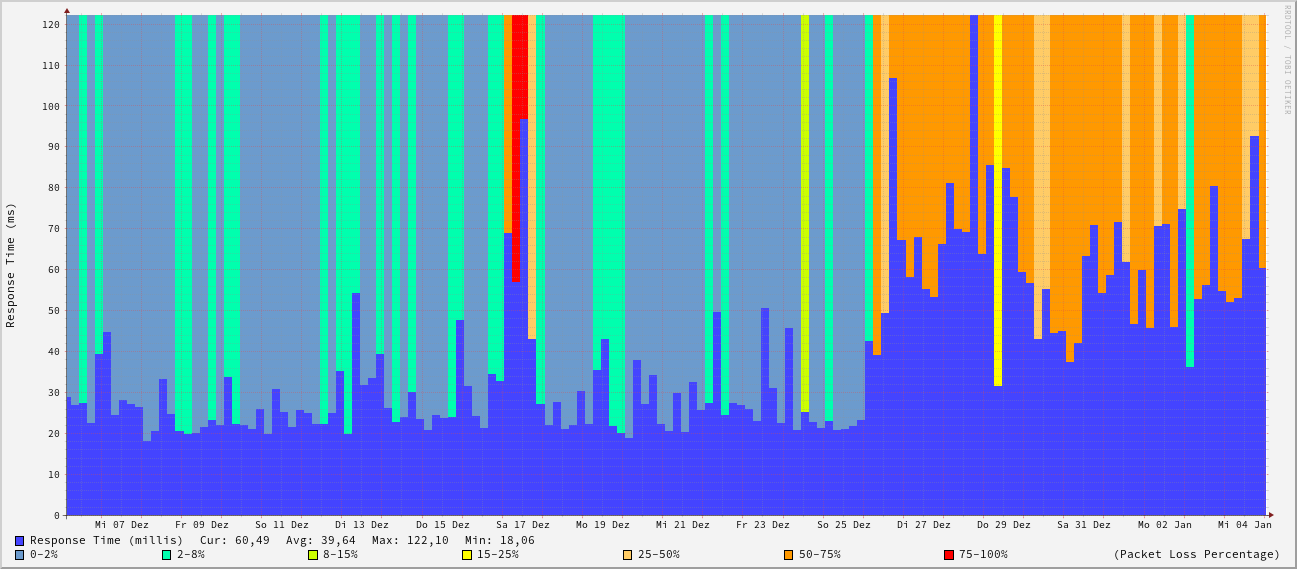 RRDTOOL / TOBI OETIKER
Response Time (ms)
120
110
100
90
80
70
60
50
40
30
20
10
0
Mi 07 Dez Fr 09 Dez So 11 Dez Di 13 Dez Do 15 Dez Sa 17 Dez Mo 19 Dez Mi 21 Dez Fr 23 Dez So 25 Dez Di 27 Dez Do 29 Dez Sa 31 Dez Mo 02 Jan Mi 04 Jan
Response Time (millis) Cur: 60,49 Avg: 39,64 Max: 122,10 Min: 18,06
0-2% 2-8% 8-15% 15-25% 25-50% 50-75% 75-100% (Packet Loss Percentage)